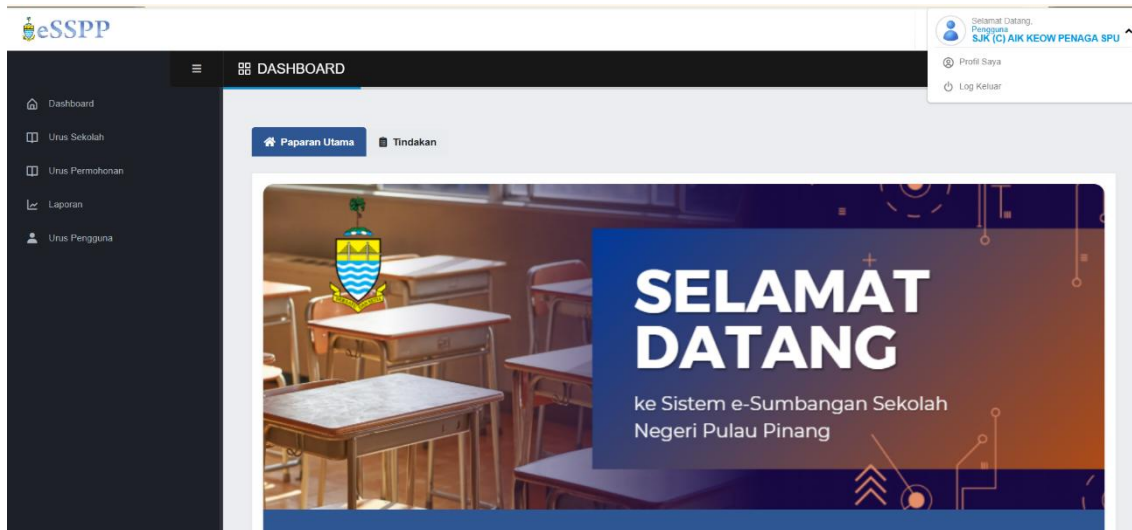 eSSPP
Selamat Datang,
Pengguna
SJK (C) AIK KEOW PENAGA SPU
Profil Saya
Log Keluar
DASHBOARD
Dashboard
Urus Sekolah
Urus Permohonan
Laporan
Urus Pengguna
Paparan Utama
Tindakan
SELAMAT
DATANG
ke Sistem e-Sumbangan Sekolah
Negeri Pulau Pinang